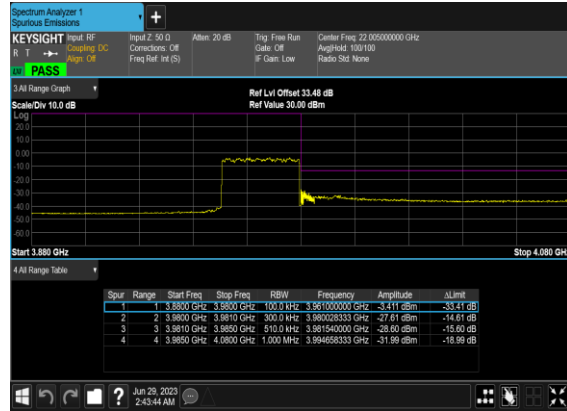 Spectrum Analyzer 1
Spurious Emissions
KEYSIGHT Input: RF Input Z: 50 Ω Atten: 20 dB Trig: Free Run Center Freq: 22.005000000 GHz
R T Coupling: DC Corrections: Off Gate: Off Avg|Hold: 100/100
Align: Off Freq Ref: Int (S) IF Gain: Low Radio Std: None
PASS
3 All Range Graph
Ref Lvl Offset 33.48 dB
Scale/Div 10.0 dB Ref Value 30.00 dBm
Log
20.0
10.0
0.00
-10.0
-20.0
-30.0
-40.0
-50.0
-60.0
Start 3.880 GHz Stop 4.080 GH
4 All Range Table
Spur Range Start Freq Stop Freq RBW Frequency Amplitude ΔLimit
1 1 3.8800 GHz 3.9800 GHz 100.0 kHz 3.961000000 GHz -3.411 dBm -33.41 dB
2 2 3.9800 GHz 3.9810 GHz 300.0 kHz 3.980028333 GHz -27.61 dBm -14.61 dB
3 3 3.9810 GHz 3.9850 GHz 510.0 kHz 3.981540000 GHz -28.60 dBm -15.60 dB
4 4 3.9850 GHz 4.0800 GHz 1.000 MHz 3.994658333 GHz -31.99 dBm -18.99 dB
? Jun 29, 2023
2:43:44 AM